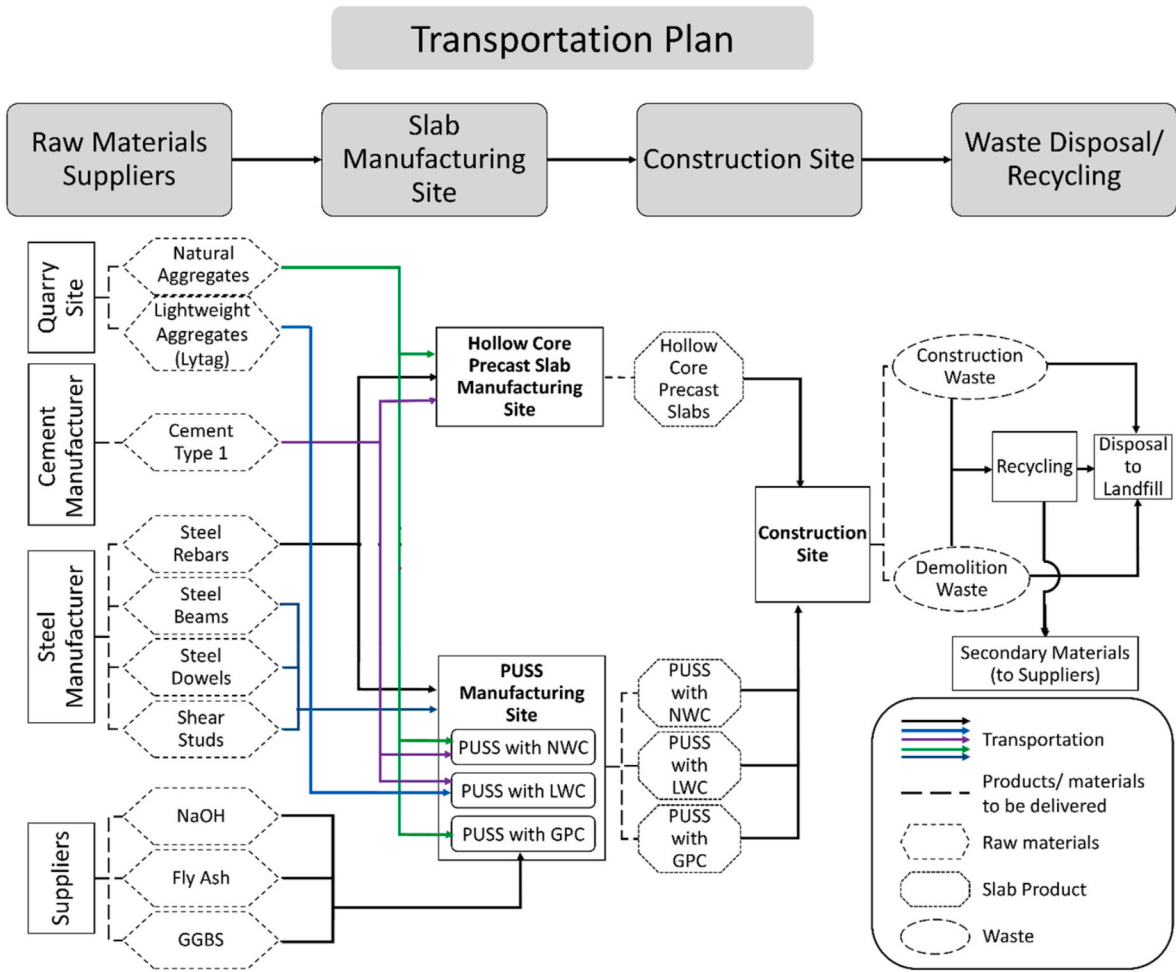 Transportation Plan
Raw Materials
Suppliers
Slab
Manufacturing
Site
Construction Site
Waste Disposal/
Recycling
Quarry
Site
Natural
Aggregates
Lightweight
Aggregates
(Lytag)
Cement
Manufacturer
Cement
Type 1
Steel
Manufacturer
Steel
Rebars
Steel
Beams
Steel
Dowels
Shear
Studs
Suppliers
NaOH
Fly Ash
GGBS
Hollow Core
Precast Slab
Manufacturing
Site
Hollow
Core
Precast
Slabs
PUSS
Manufacturing
Site
PUSS with NWC
PUSS with LWC
PUSS with GPC
PUSS
with
NWC
PUSS
with
LWC
PUSS
with
GPC
Construction
Site
Construction
Waste
Recycling
Disposal
to
Landfill
Demolition
Waste
Secondary Materials
(to Suppliers)
Transportation
Products/ materials
to be delivered
Raw materials
Slab Product
Waste